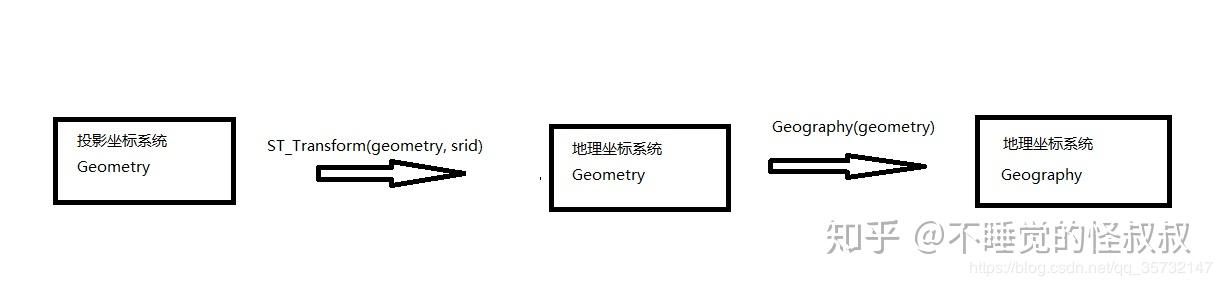 投影坐标系统
Geometry
ST_Transform(geometry, srid)
地理坐标系统
Geometry
Geography(geometry)
地理坐标系统
Geography
知乎 @不睡觉的怪叔叔
https://blog.csdn.net/qq_35732147